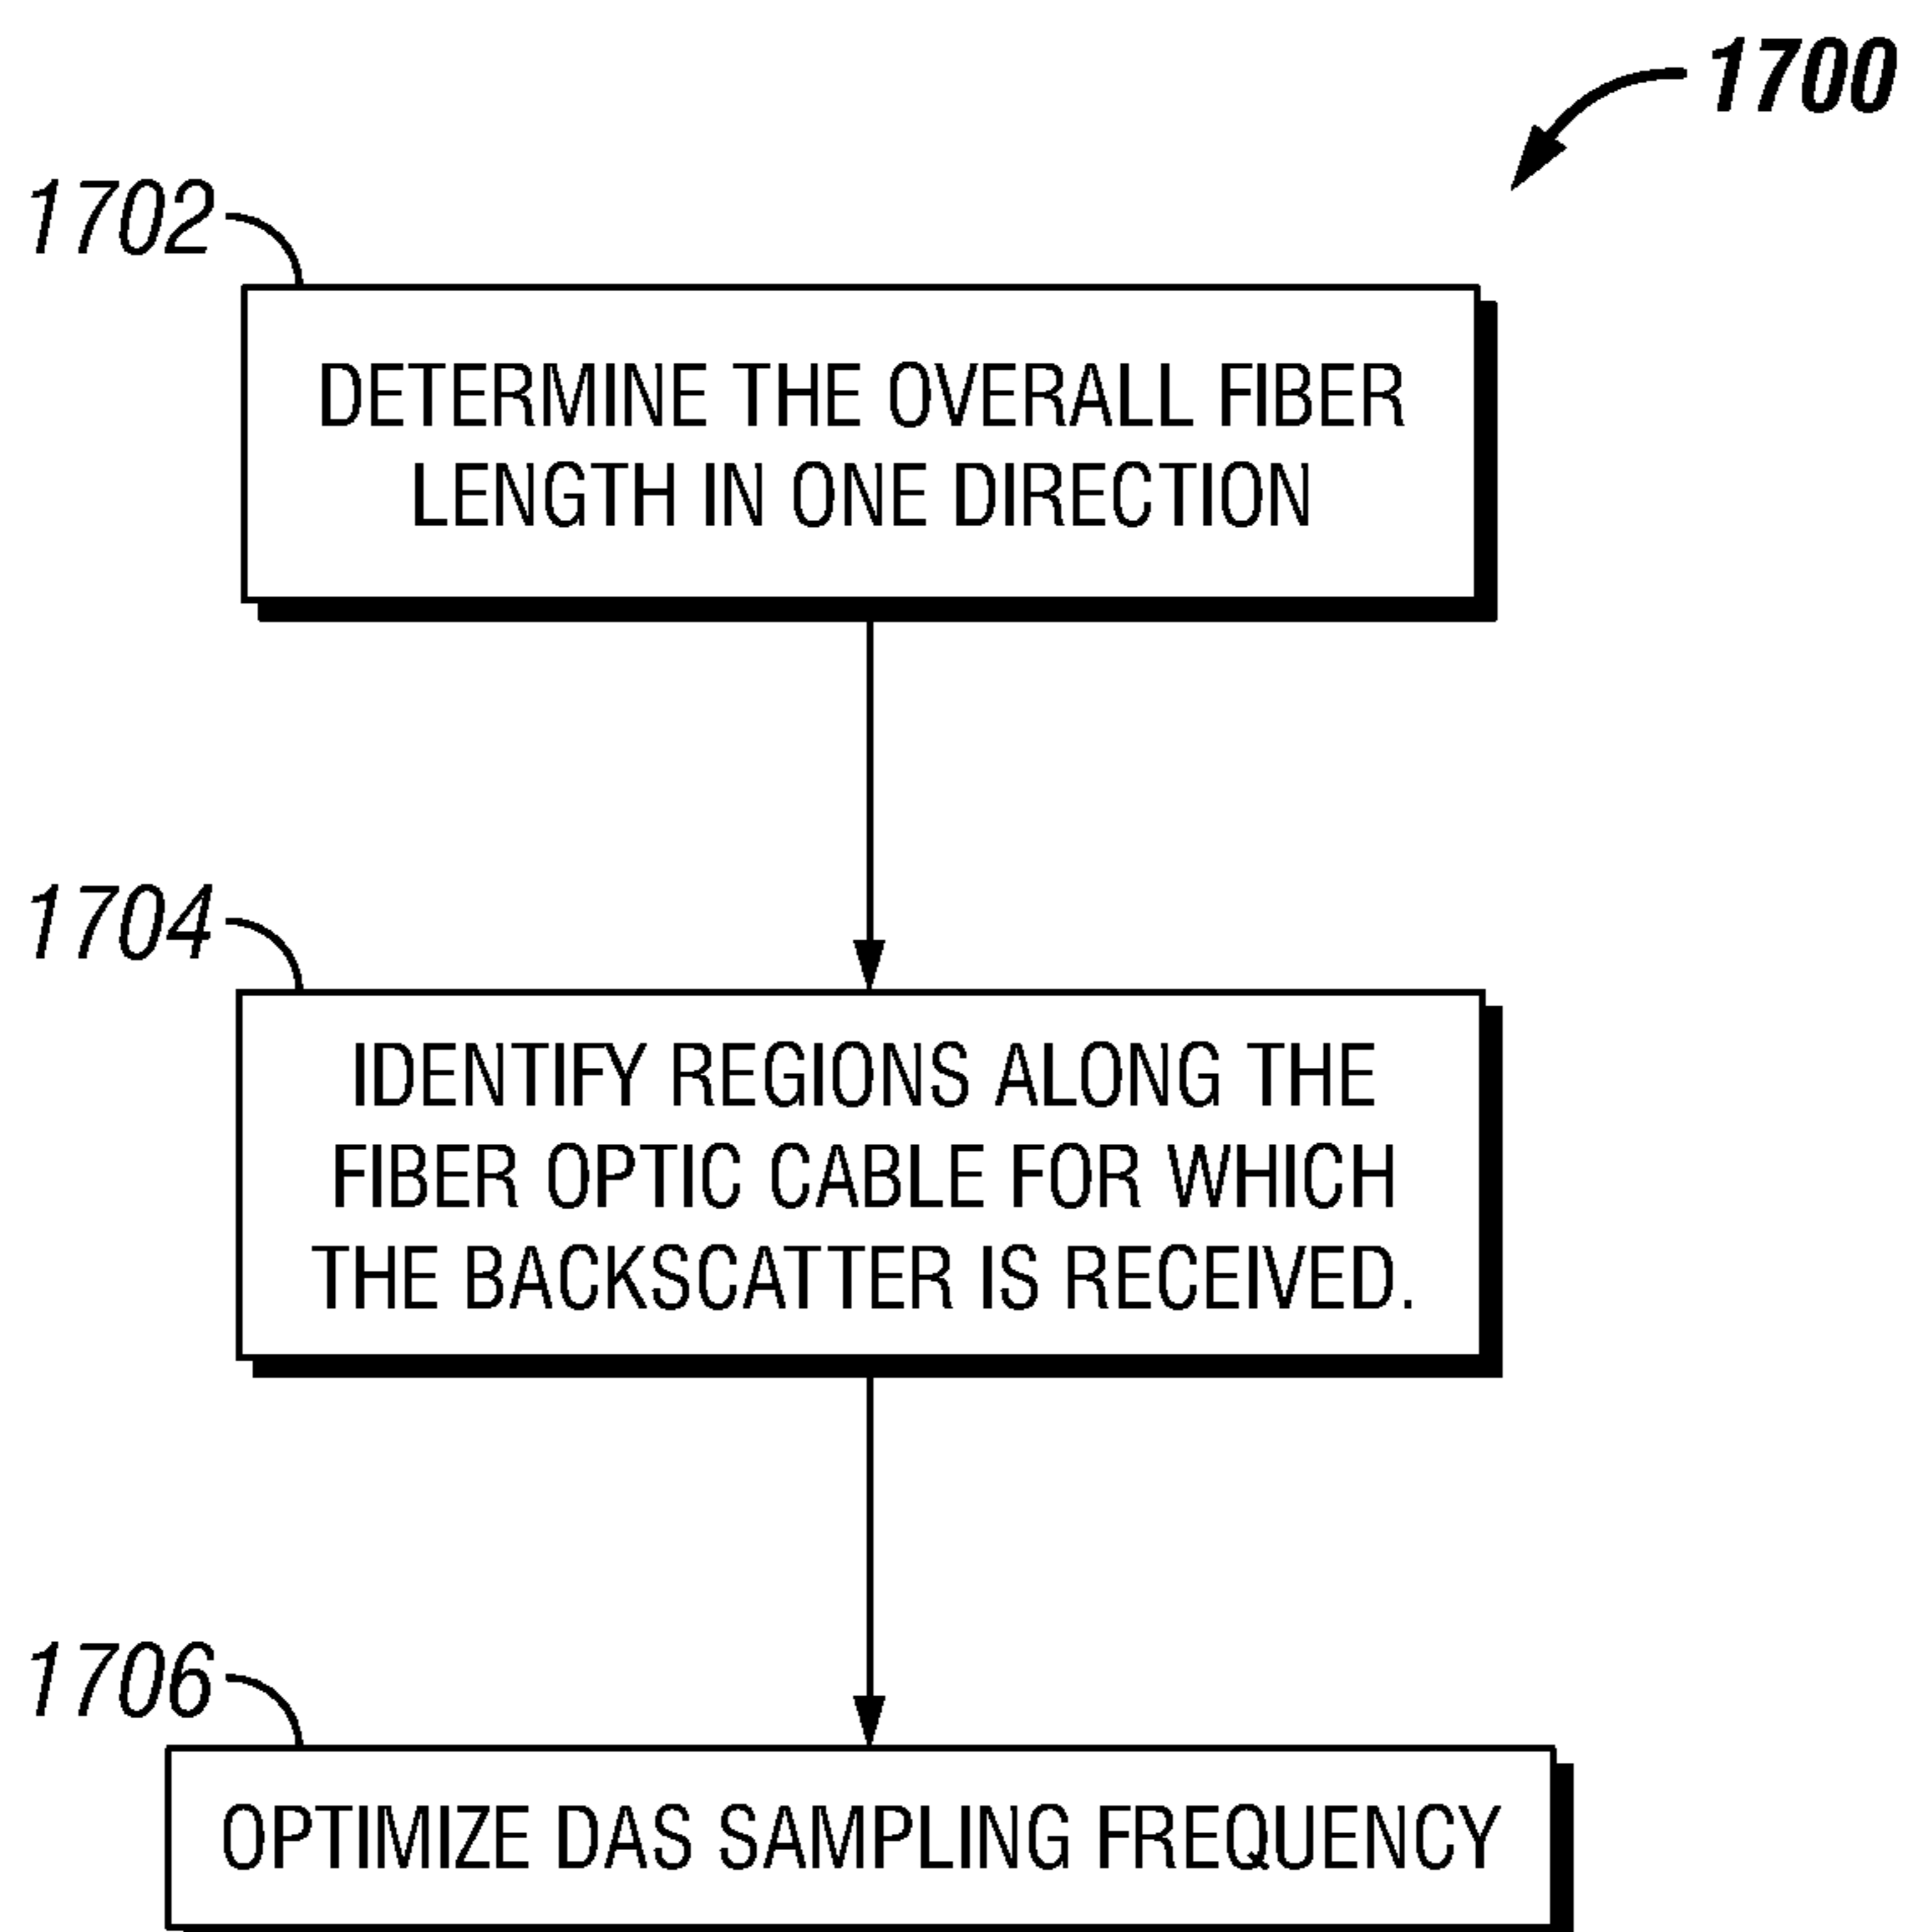 1700
1702
DETERMINE THE OVERALL FIBER
LENGTH IN ONE DIRECTION
1704
IDENTIFY REGIONS ALONG THE
FIBER OPTIC CABLE FOR WHICH
THE BACKSCATTER IS RECEIVED.
1706
OPTIMIZE DAS SAMPLING FREQUENCY